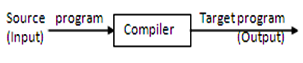 Source program
(Input)
Compiler
Target program
(Output)